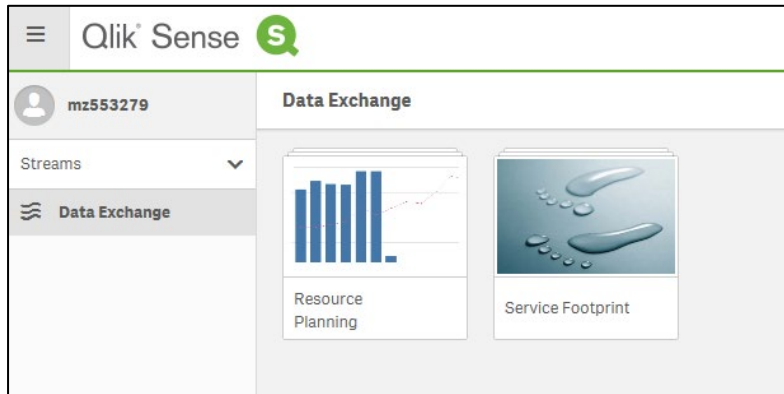 Qlik Sense
mz553279
Streams
Data Exchange
Data Exchange
Resource
Planning
Service Footprint